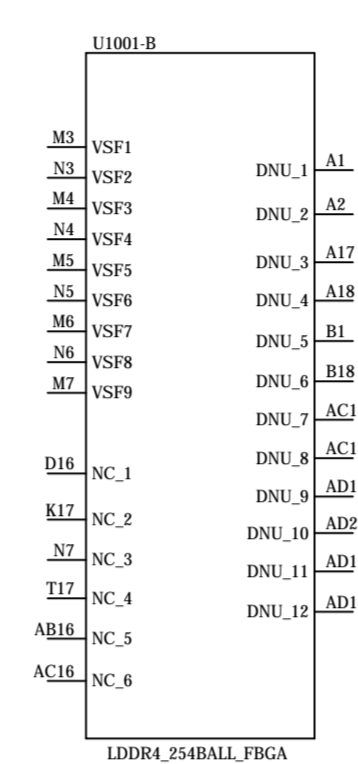 U1001-B
M3 VSF1
N3 VSF2
M4 VSF3
N4 VSF4
M5 VSF5
N5 VSF6
M6 VSF7
N6 VSF8
M7 VSF9
D16 NC_1
K17 NC_2
N7 NC_3
T17 NC_4
AB16 NC_5
AC16 NC_6
DNU_1 A1
DNU_2 A2
DNU_3 A17
DNU_4 A18
DNU_5 B1
DNU_6 B18
DNU_7 AC1
DNU_8 AC1
DNU_9 AD1
DNU_10 AD2
DNU_11 AD1
DNU_12 AD1
LDDR4_254BALL_FBGA